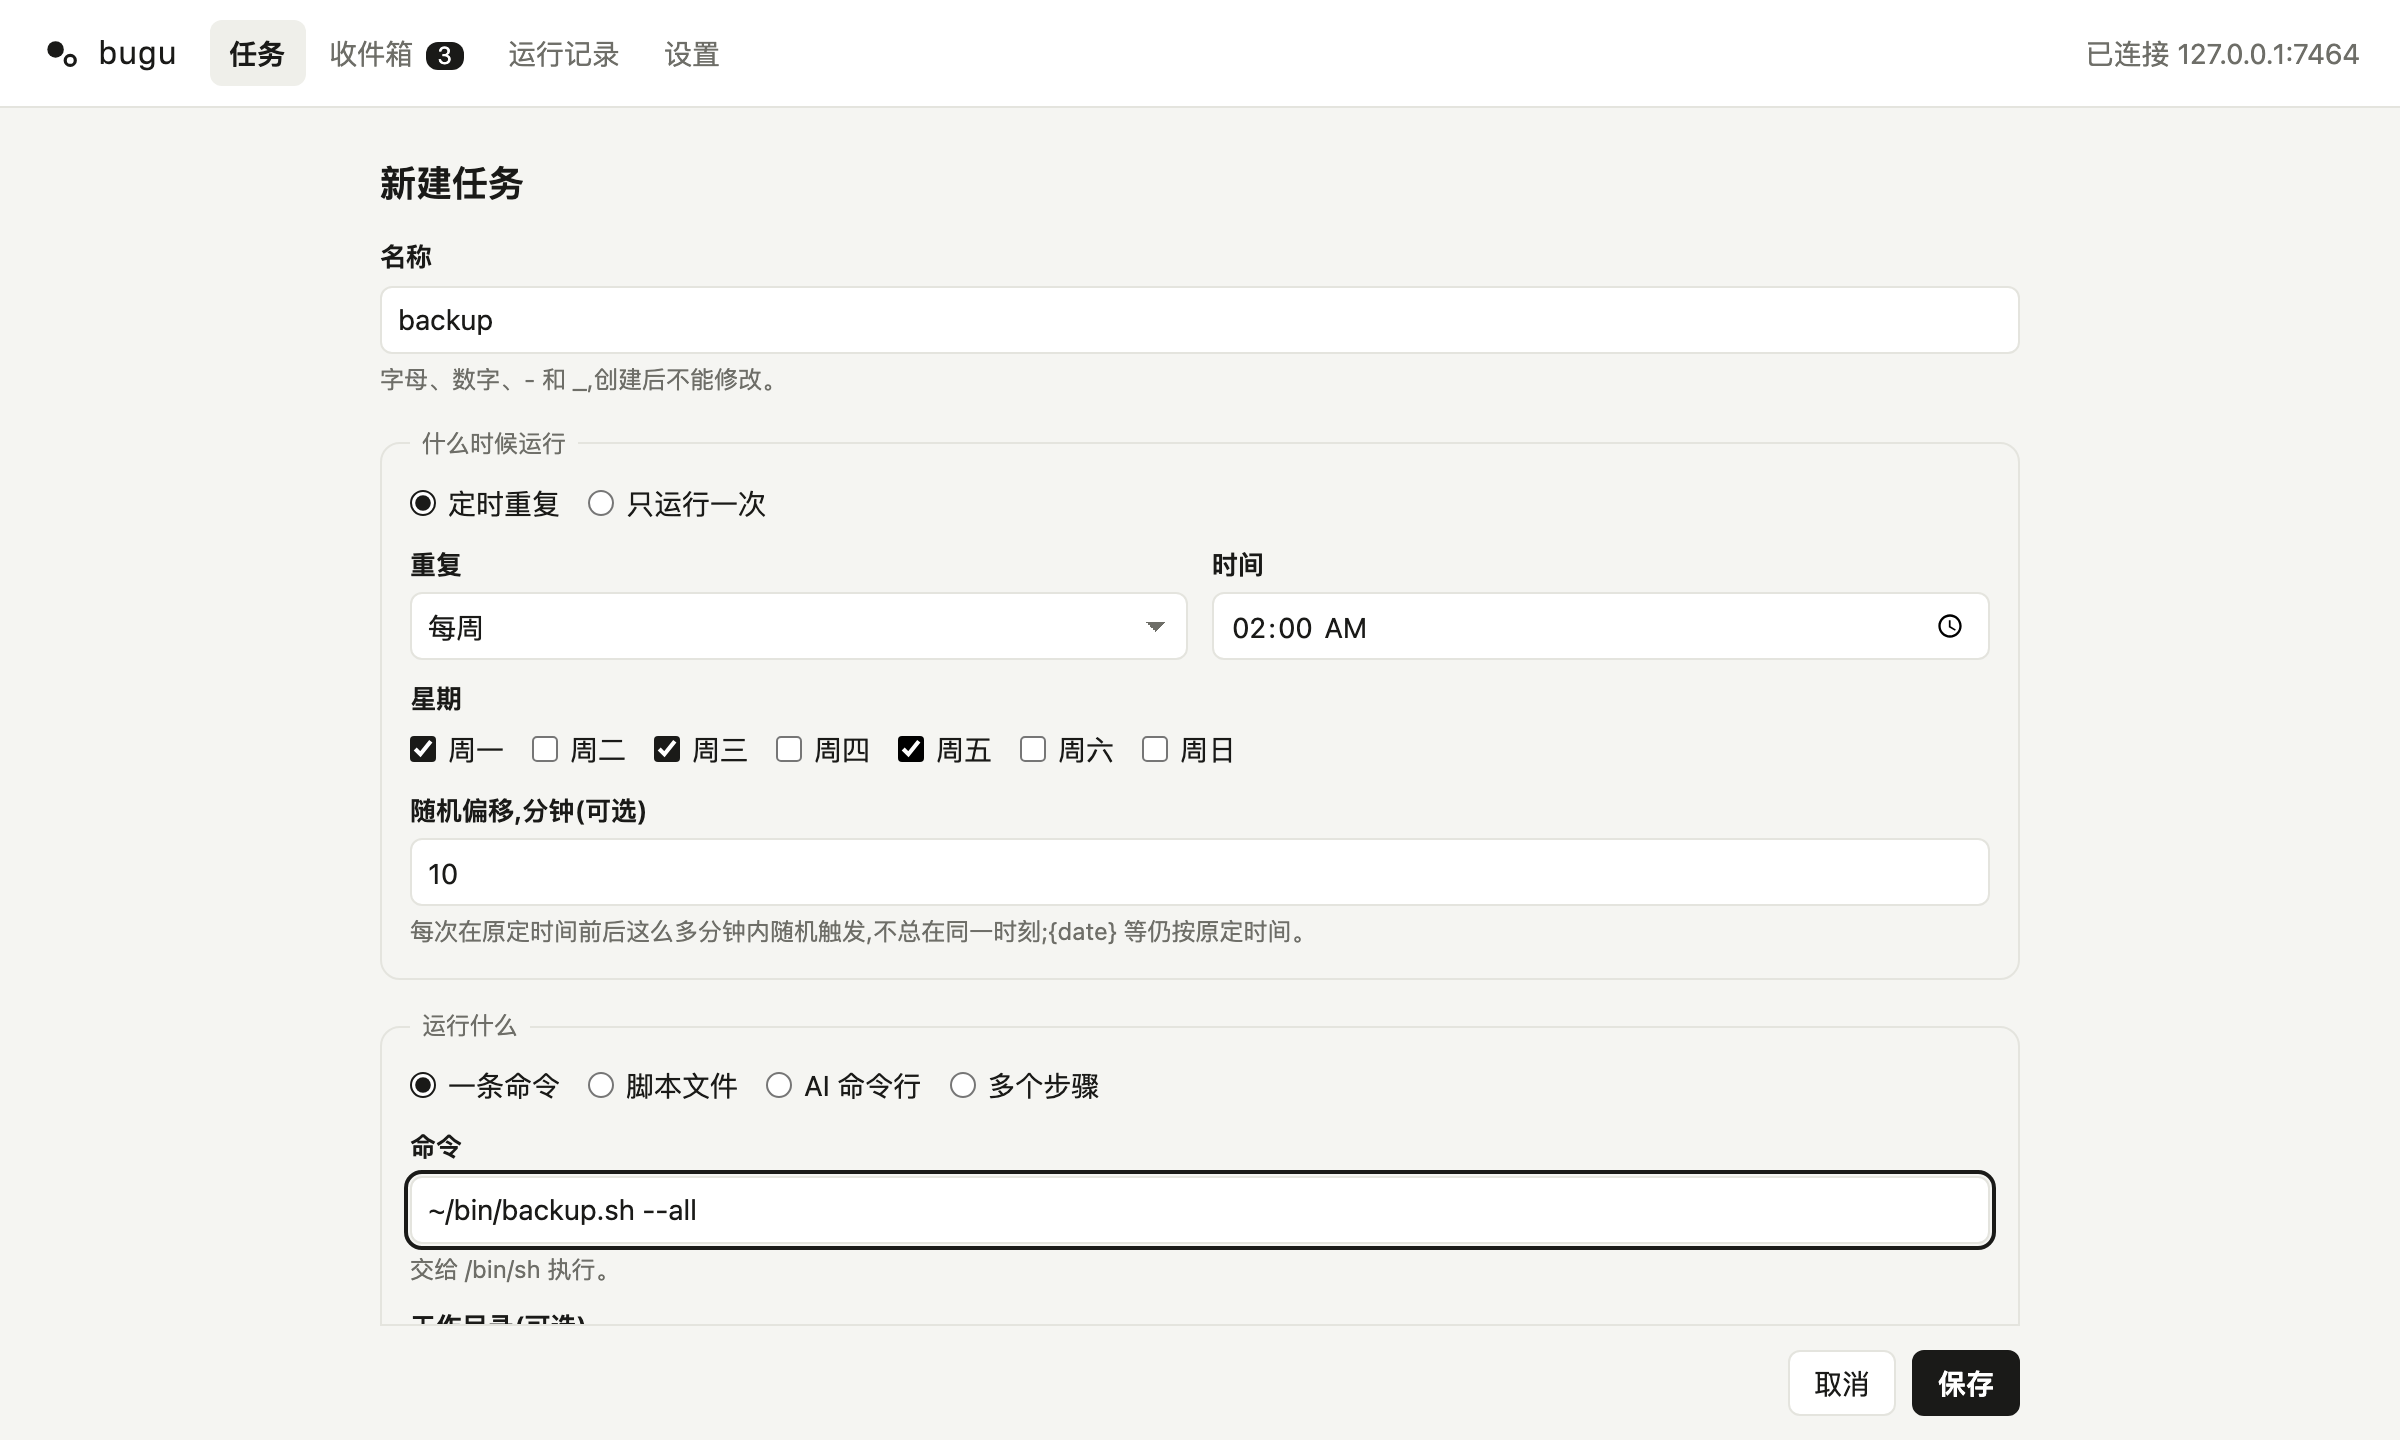 bugu 任务 收件箱 3 运行记录 设置 已连接 127.0.0.1:7464
新建任务
名称
backup
字母、数字、- 和 _,创建后不能修改。
什么时候运行
定时重复 只运行一次
重复 时间
每周 02:00 AM
星期
周一 周二 周三 周四 周五 周六 周日
随机偏移,分钟(可选)
10
每次在原定时间前后这么多分钟内随机触发,不总在同一时刻;{date} 等仍按原定时间。
运行什么
一条命令 脚本文件 AI 命令行 多个步骤
命令
~/bin/backup.sh --all
交给 /bin/sh 执行。
工作目录(可选)
取消 保存